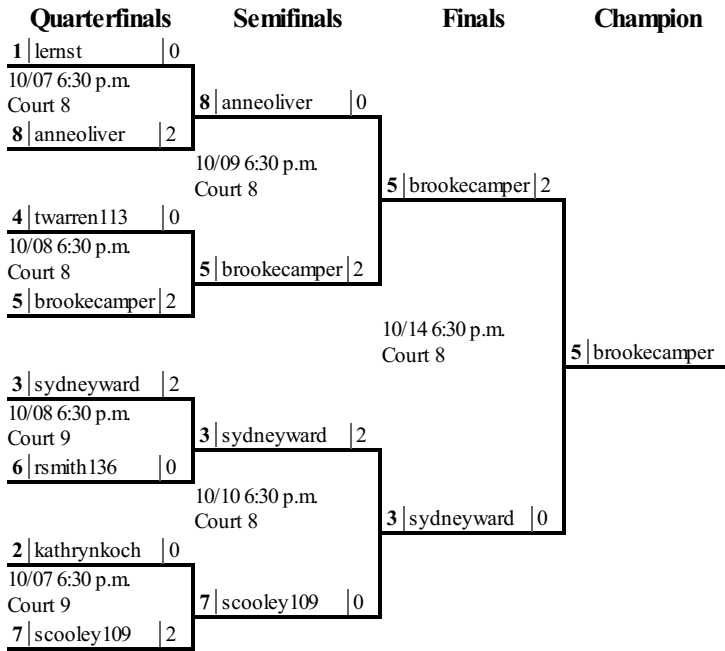 Quarterfinals Semifinals Finals Champion
1 lernst 0
10/07 6:30 p.m.
Court 8
8 anneoliver 2
4 twarren113 0
10/08 6:30 p.m.
Court 8
5 brookecamper 2
3 sydneyward 2
10/08 6:30 p.m.
Court 9
6 rsmith136 0
2 kathrynkoch 0
10/07 6:30 p.m.
Court 9
7 scooley109 2
8 anneoliver 0
10/09 6:30 p.m.
Court 8
5 brookecamper 2
3 sydneyward 2
10/10 6:30 p.m.
Court 8
7 scooley109 0
5 brookecamper 2
10/14 6:30 p.m.
Court 8
3 sydneyward 0
5 brookecamper